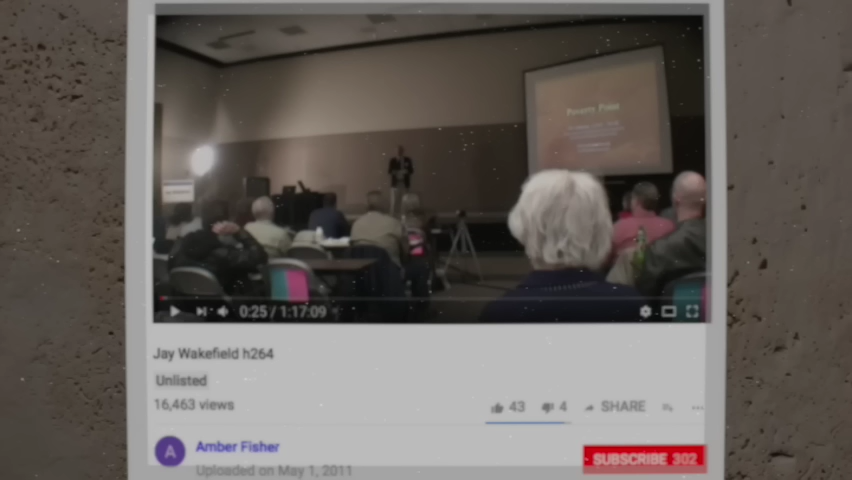 0:25 / 1:17:09
Jay Wakefield h264
Unlisted
16,463 views
43 4 SHARE
A Amber Fisher
SUBSCRIBE 302
Uploaded on May 1, 2011